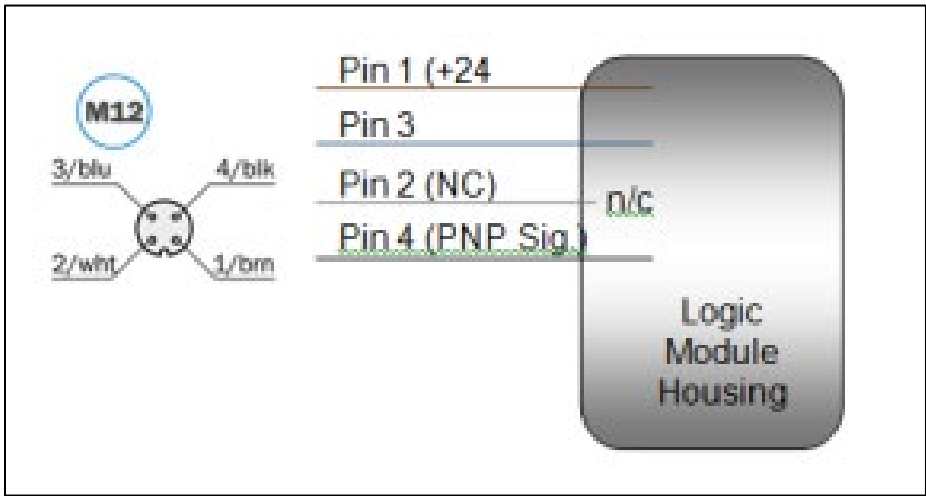 M12
3/blu
4/blk
2/wht
1/brn
Pin 1 (+24
Pin 3
Pin 2 (NC)
n/c
Pin 4 (PNP Sig.)
Logic
Module
Housing